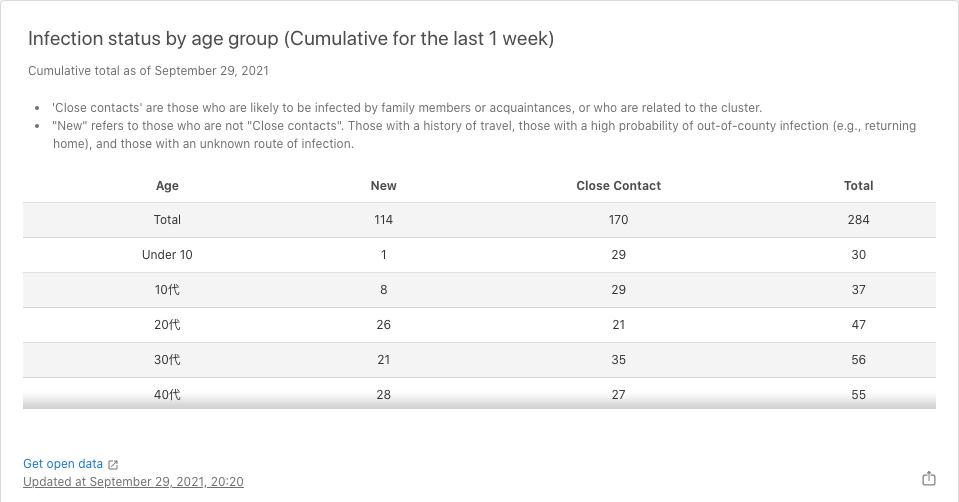 Infection status by age group (Cumulative for the last 1 week)
Cumulative total as of September 29, 2021
• 'Close contacts' are those who are likely to be infected by family members or acquaintances, or who are related to the cluster.
• "New" refers to those who are not "Close contacts". Those with a history of travel, those with a high probability of out-of-county infection (e.g., returning
home), and those with an unknown route of infection.
Age New Close Contact Total
Total 114 170 284
Under 10 1 29 30
10代 8 29 37
20代 26 21 47
30代 21 35 56
40代 28 27 55
Get open data
Updated at September 29, 2021, 20:20